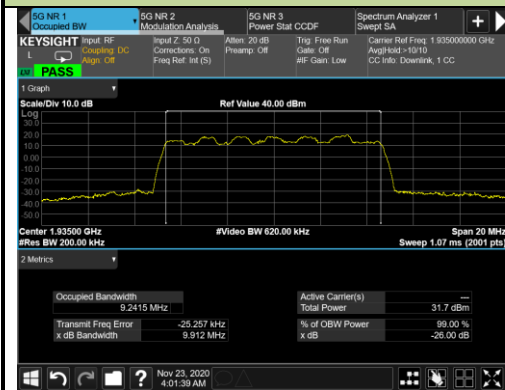 5G NR 1
Occupied BW
5G NR 2
Modulation Analysis
5G NR 3
Power Stat CCDF
Spectrum Analyzer 1
Swept SA
+
KEYSIGHT
L
LXI
PASS
Input: RF
Coupling: DC
Align: Off
Input Z: 50 Ω
Corrections: On
Freq Ref: Int (S)
Atten: 20 dB
Preamp: Off
Trig: Free Run
Gate: Off
#IF Gain: Low
Carrier Ref Freq: 1.935000000 GHz
Avg|Hold:>10/10
CC Info: Downlink, 1 CC
1 Graph
Scale/Div 10.0 dB
Ref Value 40.00 dBm
Log
30.0
20.0
10.0
0.00
-10.0
-20.0
-30.0
-40.0
-50.0
Center 1.93500 GHz
#Video BW 620.00 kHz
Span 20 MHz
#Res BW 200.00 kHz
Sweep 1.07 ms (2001 pts)
2 Metrics
Occupied Bandwidth
9.2415 MHz
Active Carrier(s)
---
Total Power
31.7 dBm
Transmit Freq Error
-25.257 kHz
% of OBW Power
99.00 %
x dB Bandwidth
9.912 MHz
x dB
-26.00 dB
?
Nov 23, 2020
4:01:39 AM